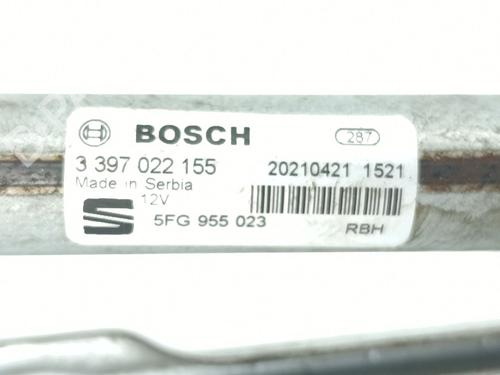 BOSCH
287
3 397 022 155
20210421 1521
Made in Serbia
12V
5FG 955 023
RBH